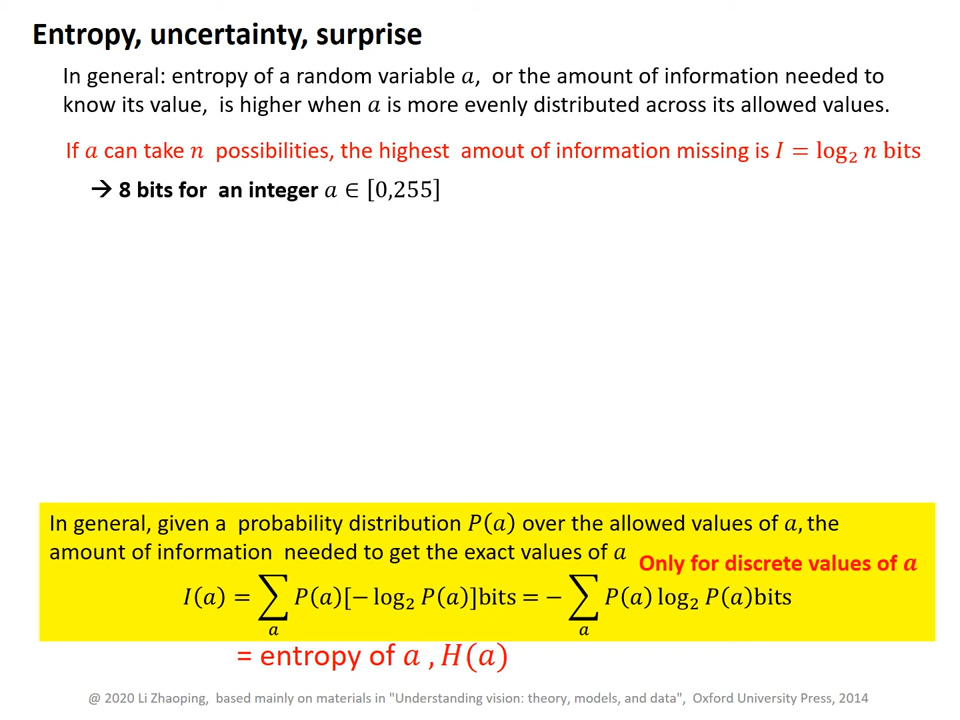 Entropy, uncertainty, surprise
In general: entropy of a random variable a, or the amount of information needed to
know its value, is higher when a is more evenly distributed across its allowed values.
If a can take n possibilities, the highest amout of information missing is I = log₂ n bits
→ 8 bits for an integer a ∈ [0,255]
In general, given a probability distribution P(a) over the allowed values of a, the
amount of information needed to get the exact values of a
Only for discrete values of a
I(a) = ∑ₐ P(a)[− log₂ P(a)]bits = − ∑ₐ P(a) log₂ P(a)bits
= entropy of a , H(a)
@ 2020 Li Zhaoping, based mainly on materials in "Understanding vision: theory, models, and data", Oxford University Press, 2014